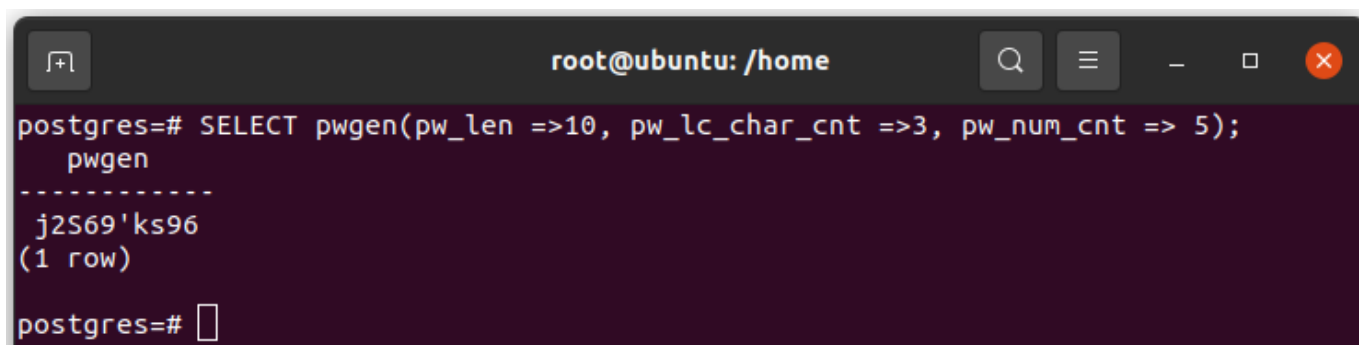 root@ubuntu: /home
postgres=# SELECT pwgen(pw_len =>10, pw_lc_char_cnt =>3, pw_num_cnt => 5);
pwgen
------------
j2S69'ks96
(1 row)
postgres=#